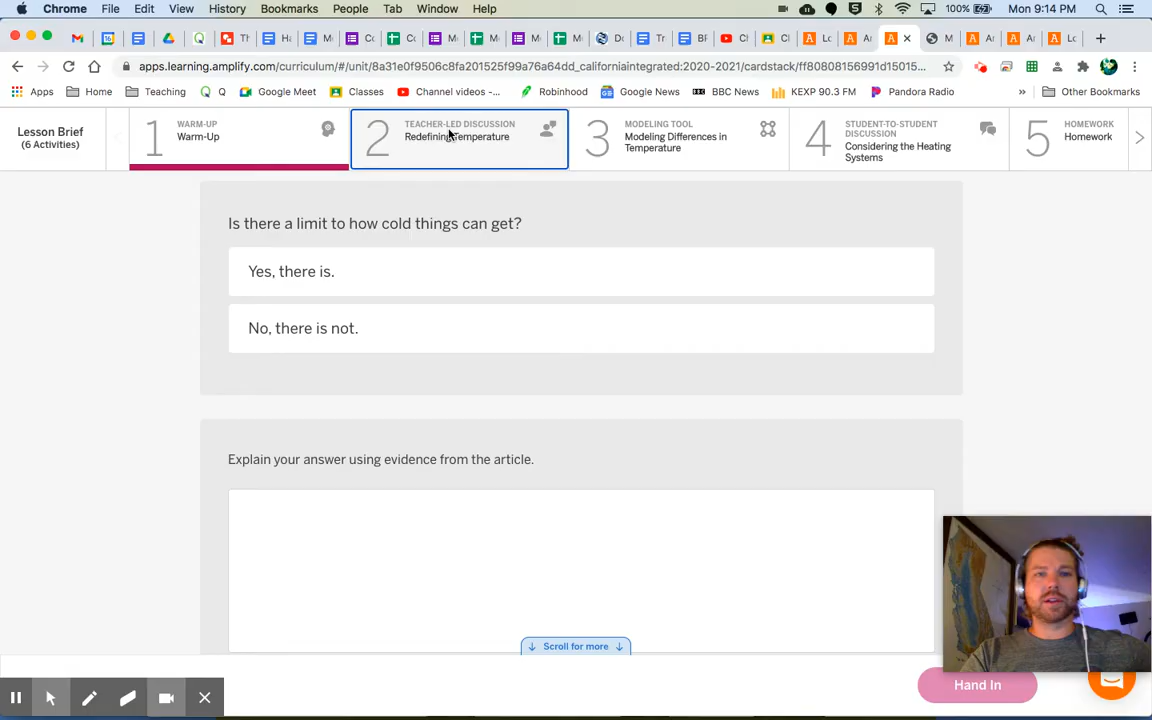 Chrome File Edit View History Bookmarks People Tab Window Help 100% Mon 9:14 PM
apps.learning.amplify.com/curriculum/#/unit/8a31e0f9506c8fa201525f99a76a64dd_californiaintegrated:2020-2021/cardstack/ff80808156991d15015...
Apps Home Teaching Q Google Meet Classes Channel videos -... Robinhood Google News BBC News KEXP 90.3 FM Pandora Radio » Other Bookmarks
Lesson Brief
(6 Activities)
1 WARM-UP
Warm-Up
2 TEACHER-LED DISCUSSION
Redefining Temperature
3 MODELING TOOL
Modeling Differences in
Temperature
4 STUDENT-TO-STUDENT
DISCUSSION
Considering the Heating
Systems
5 HOMEWORK
Homework
Is there a limit to how cold things can get?
Yes, there is.
No, there is not.
Explain your answer using evidence from the article.
Scroll for more
Hand In